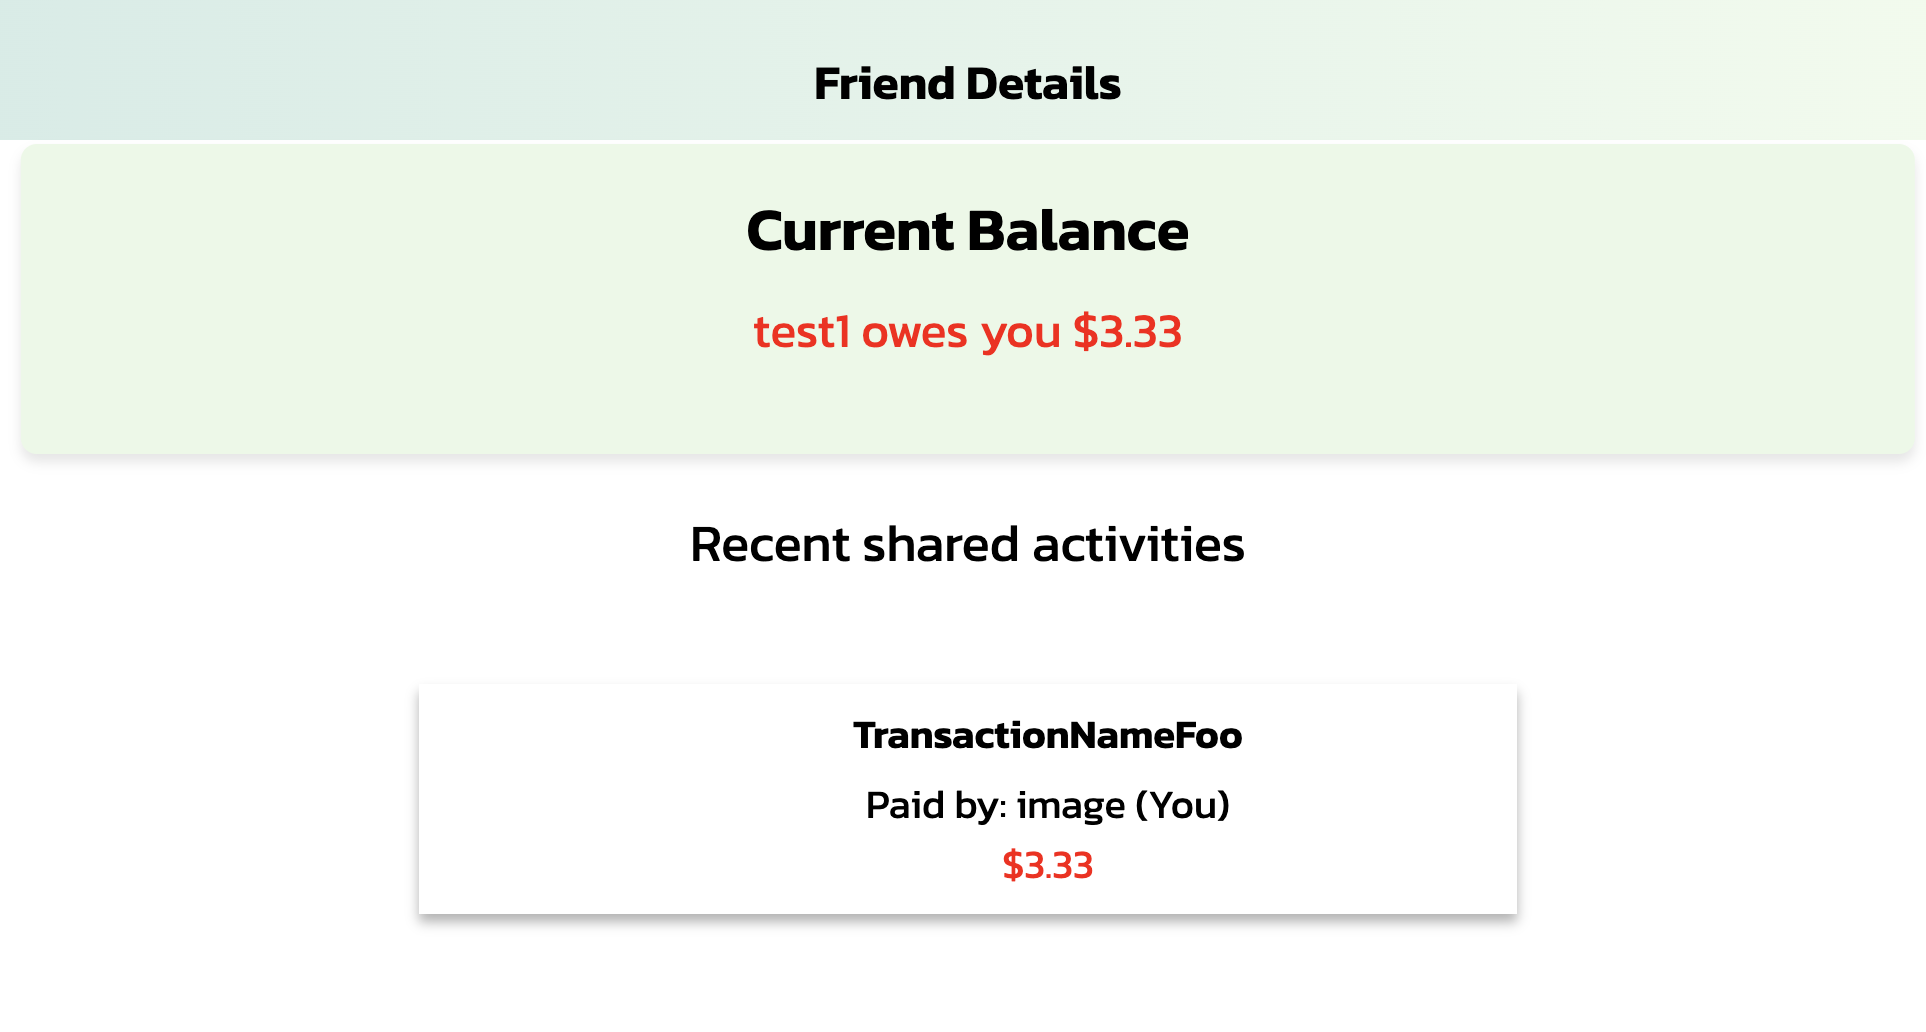 Friend Details
Current Balance
test1 owes you $3.33
Recent shared activities
TransactionNameFoo
Paid by: image (You)
$3.33